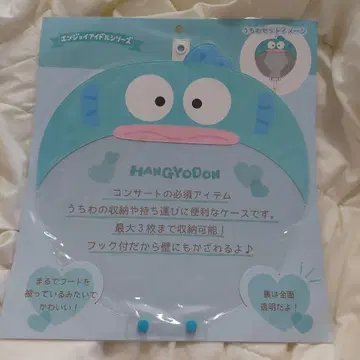 エンジョイアイドルシリーズ
うちわセットイメージ
HANGYODON
コンサートの必須アイテム
うちわの収納や持ち運びに便利なケースです。
最大3枚まで収納可能！
フック付だから壁にもかざれるよ♪
まるでフードを
被っているみたいで
かわいい！
裏は全面
透明だよ！